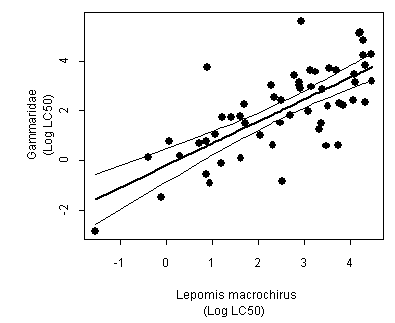 Gammaridae
(Log LC50)
4
2
0
-2
-1 0 1 2 3 4
Lepomis macrochirus
(Log LC50)